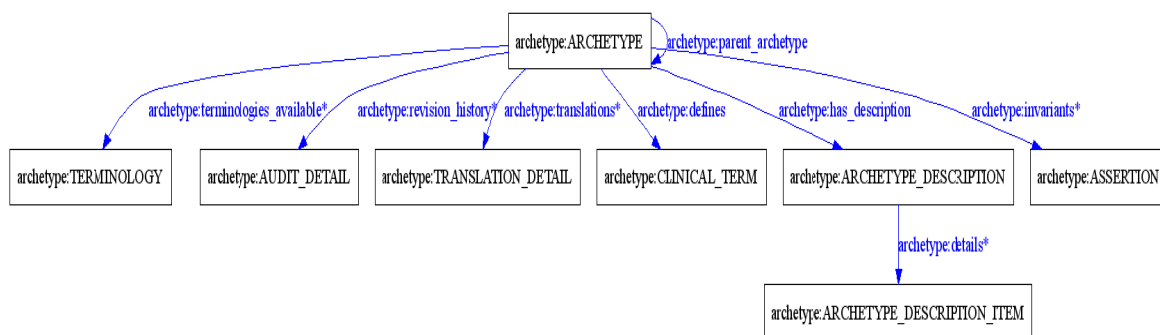 archetype:ARCHETYPE
archetype:parent_archetype
archetype:terminologies_available*
archetype:revision_history*
archetype:translations*
archetype:defines
archetype:has_description
archetype:invariants*
archetype:TERMINOLOGY
archetype:AUDIT_DETAIL
archetype:TRANSLATION_DETAIL
archetype:CLINICAL_TERM
archetype:ARCHETYPE_DESCRIPTION
archetype:ASSERTION
archetype:details*
archetype:ARCHETYPE_DESCRIPTION_ITEM